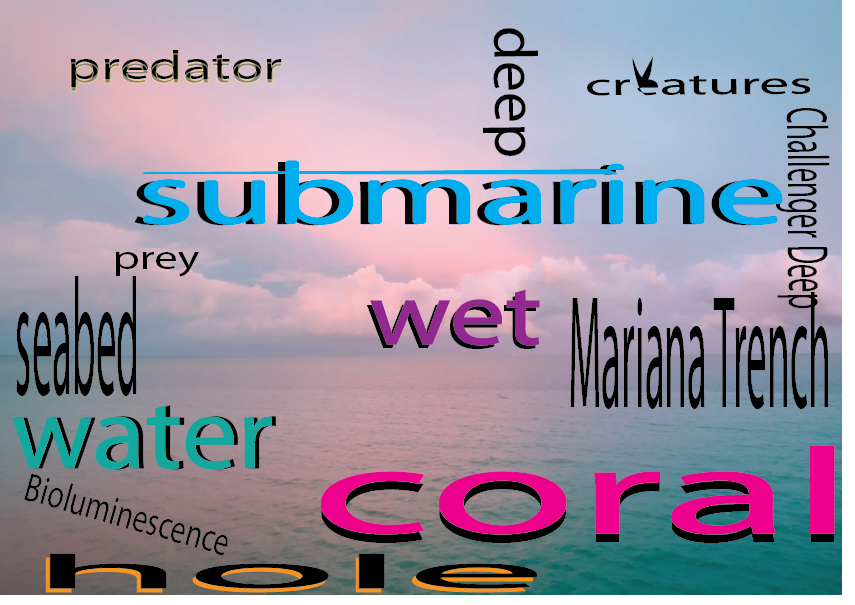 predator
deep
creatures
Challenger Deep
submarine
prey
seabed
wet
Mariana Trench
water
Bioluminescence
coral
hole